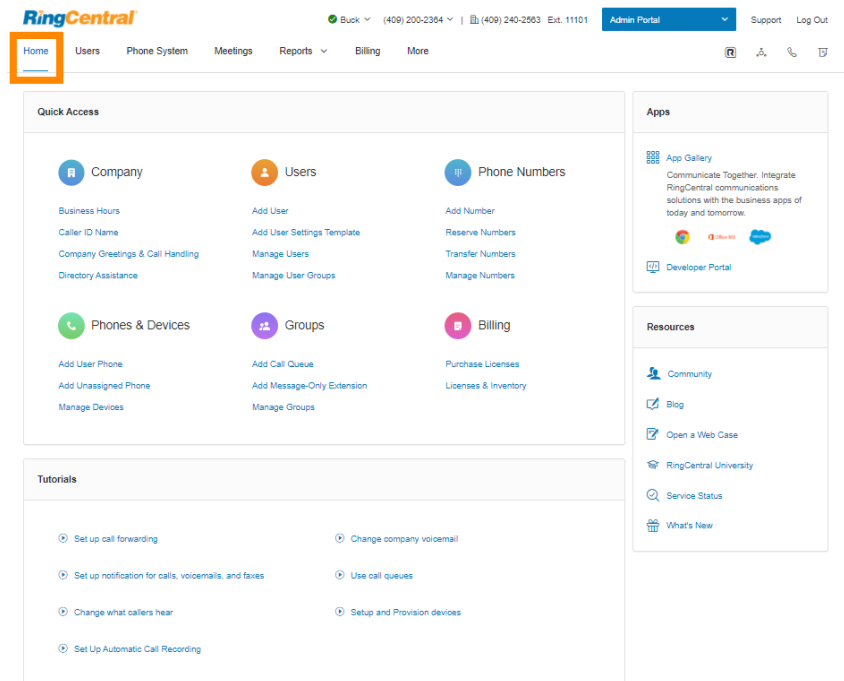 RingCentral
Buck (409) 200-2364 | (409) 240-2563 Ext. 11101 Admin Portal Support Log Out
Home Users Phone System Meetings Reports Billing More
Quick Access
Company
Business Hours
Caller ID Name
Company Greetings & Call Handling
Directory Assistance
Users
Add User
Add User Settings Template
Manage Users
Manage User Groups
Phone Numbers
Add Number
Reserve Numbers
Transfer Numbers
Manage Numbers
Phones & Devices
Add User Phone
Add Unassigned Phone
Manage Devices
Groups
Add Call Queue
Add Message-Only Extension
Manage Groups
Billing
Purchase Licenses
Licenses & Inventory
Tutorials
Set up call forwarding
Change company voicemail
Set up notification for calls, voicemails, and faxes
Use call queues
Change what callers hear
Setup and Provision devices
Set Up Automatic Call Recording
Apps
App Gallery
Communicate Together. Integrate
RingCentral communications
solutions with the business apps of
today and tomorrow.
Office 365
salesforce
Developer Portal
Resources
Community
Blog
Open a Web Case
RingCentral University
Service Status
What's New